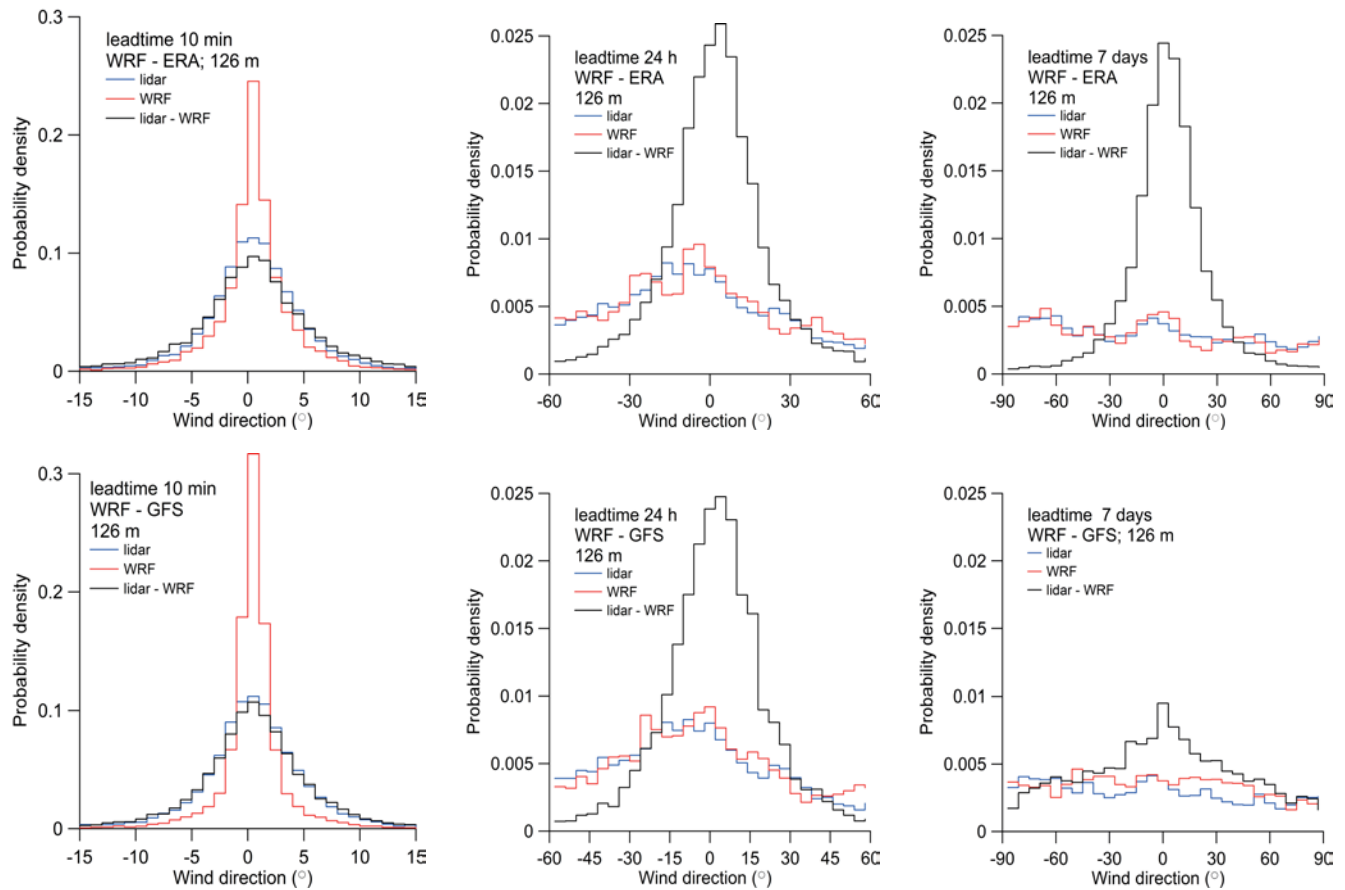 0.3
0.2
0.1
0
Probability density
leadtime 10 min
WRF - ERA; 126 m
lidar
WRF
lidar - WRF
-15 -10 -5 0 5 10 15
Wind direction (°)
0.025
0.02
0.015
0.01
0.005
0
Probability density
leadtime 24 h
WRF - ERA
126 m
lidar
WRF
lidar - WRF
-60 -30 0 30 60
Wind direction (°)
0.025
0.02
0.015
0.01
0.005
0
Probability density
leadtime 7 days
WRF - ERA
126 m
lidar
WRF
lidar - WRF
-90 -60 -30 0 30 60 90
Wind direction (°)
0.3
0.2
0.1
0
Probability density
leadtime 10 min
WRF - GFS
126 m
lidar
WRF
lidar - WRF
-15 -10 -5 0 5 10 15
Wind direction (°)
0.025
0.02
0.015
0.01
0.005
0
Probability density
leadtime 24 h
WRF - GFS
126 m
lidar
WRF
lidar - WRF
-60 -45 -30 -15 0 15 30 45 60
Wind direction (°)
0.025
0.02
0.015
0.01
0.005
0
Probability density
leadtime 7 days
WRF - GFS; 126 m
lidar
WRF
lidar - WRF
-90 -60 -30 0 30 60 90
Wind direction (°)